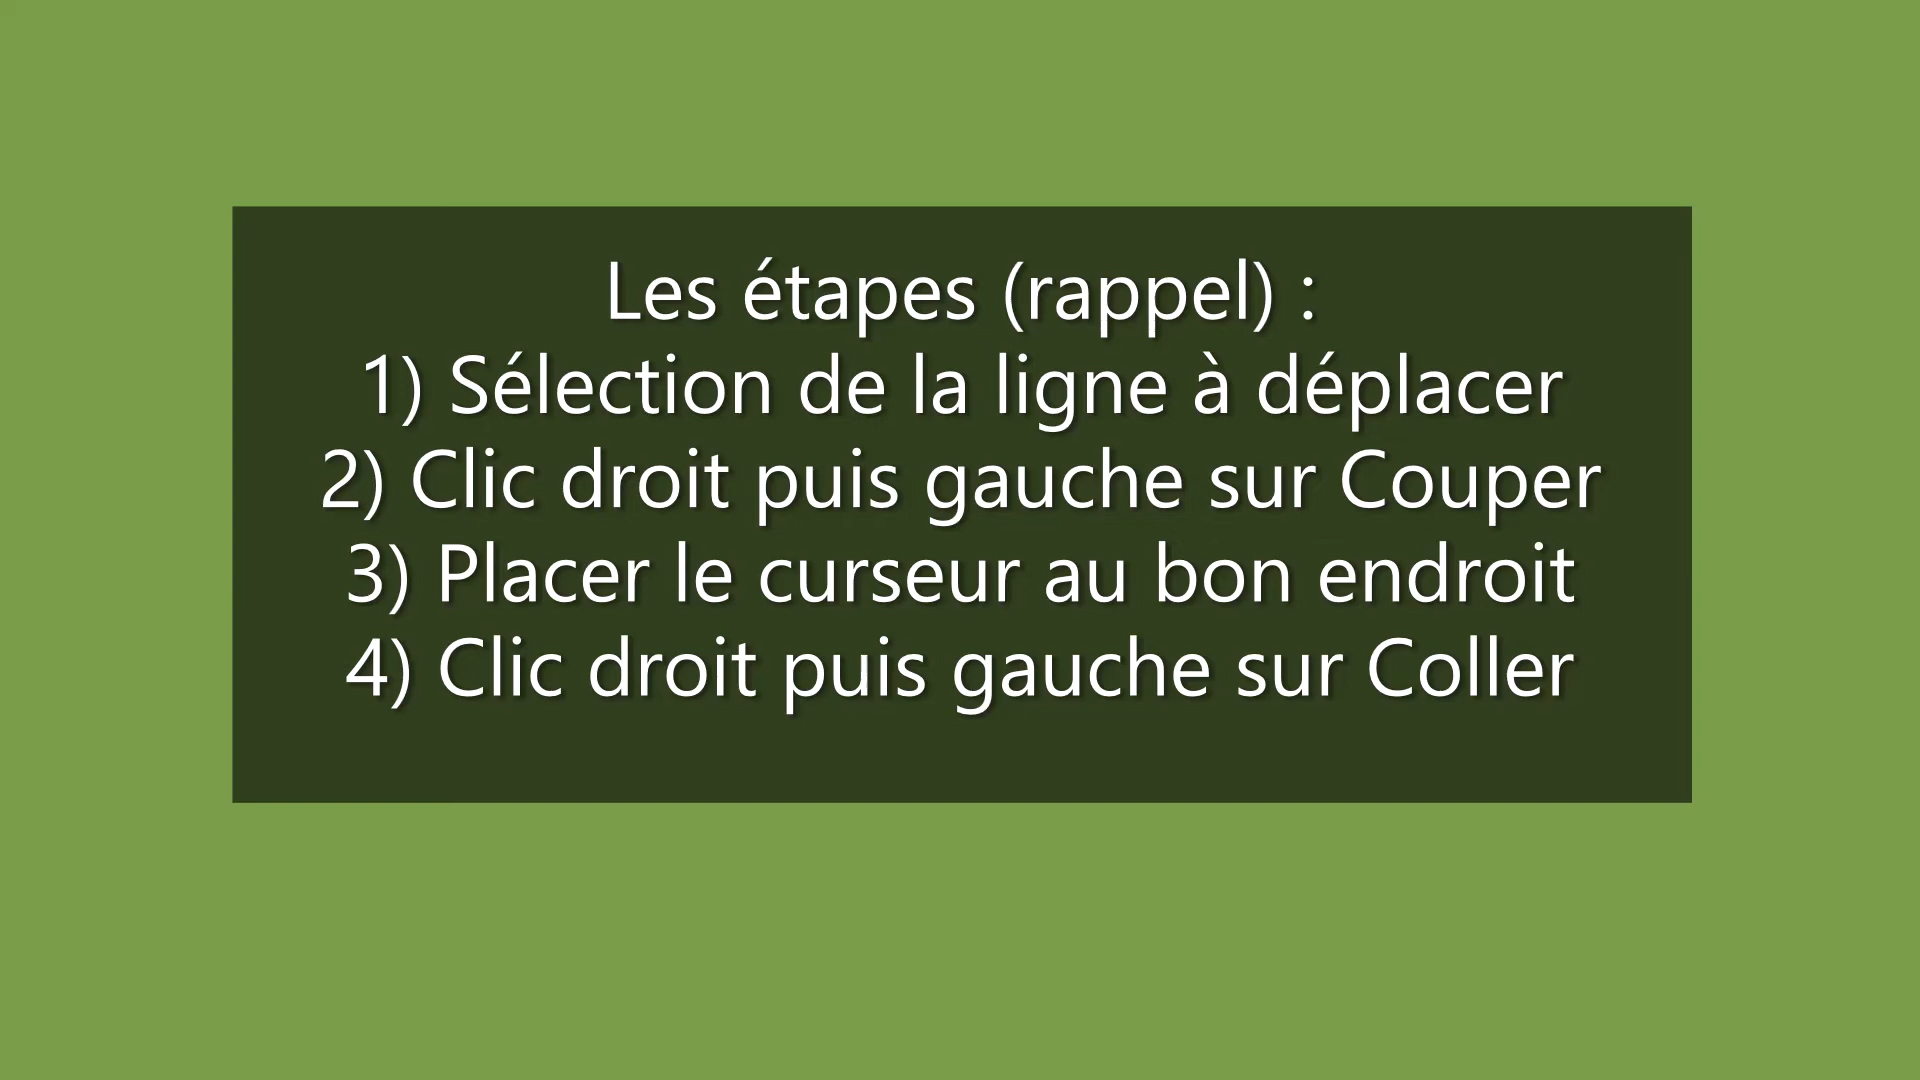 Les étapes (rappel) :
1) Sélection de la ligne à déplacer
2) Clic droit puis gauche sur Couper
3) Placer le curseur au bon endroit
4) Clic droit puis gauche sur Coller